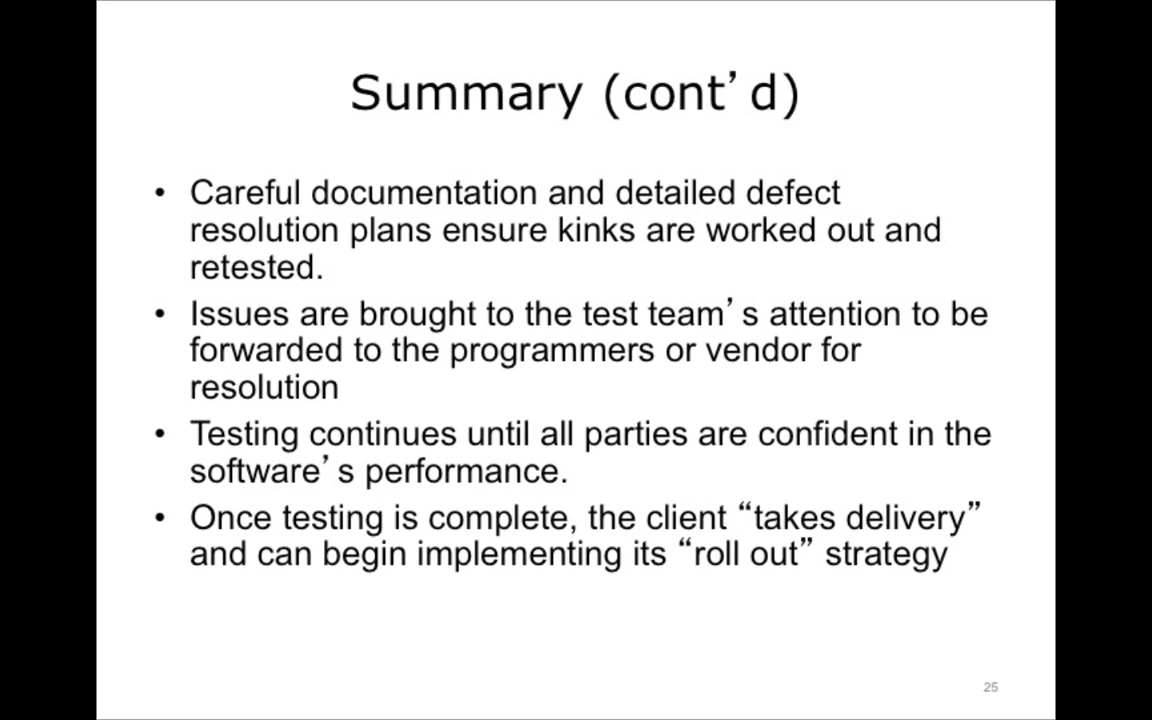 Summary (cont’d)
• Careful documentation and detailed defect
resolution plans ensure kinks are worked out and
retested.
• Issues are brought to the test team’s attention to be
forwarded to the programmers or vendor for
resolution
• Testing continues until all parties are confident in the
software’s performance.
• Once testing is complete, the client “takes delivery”
and can begin implementing its “roll out” strategy
25